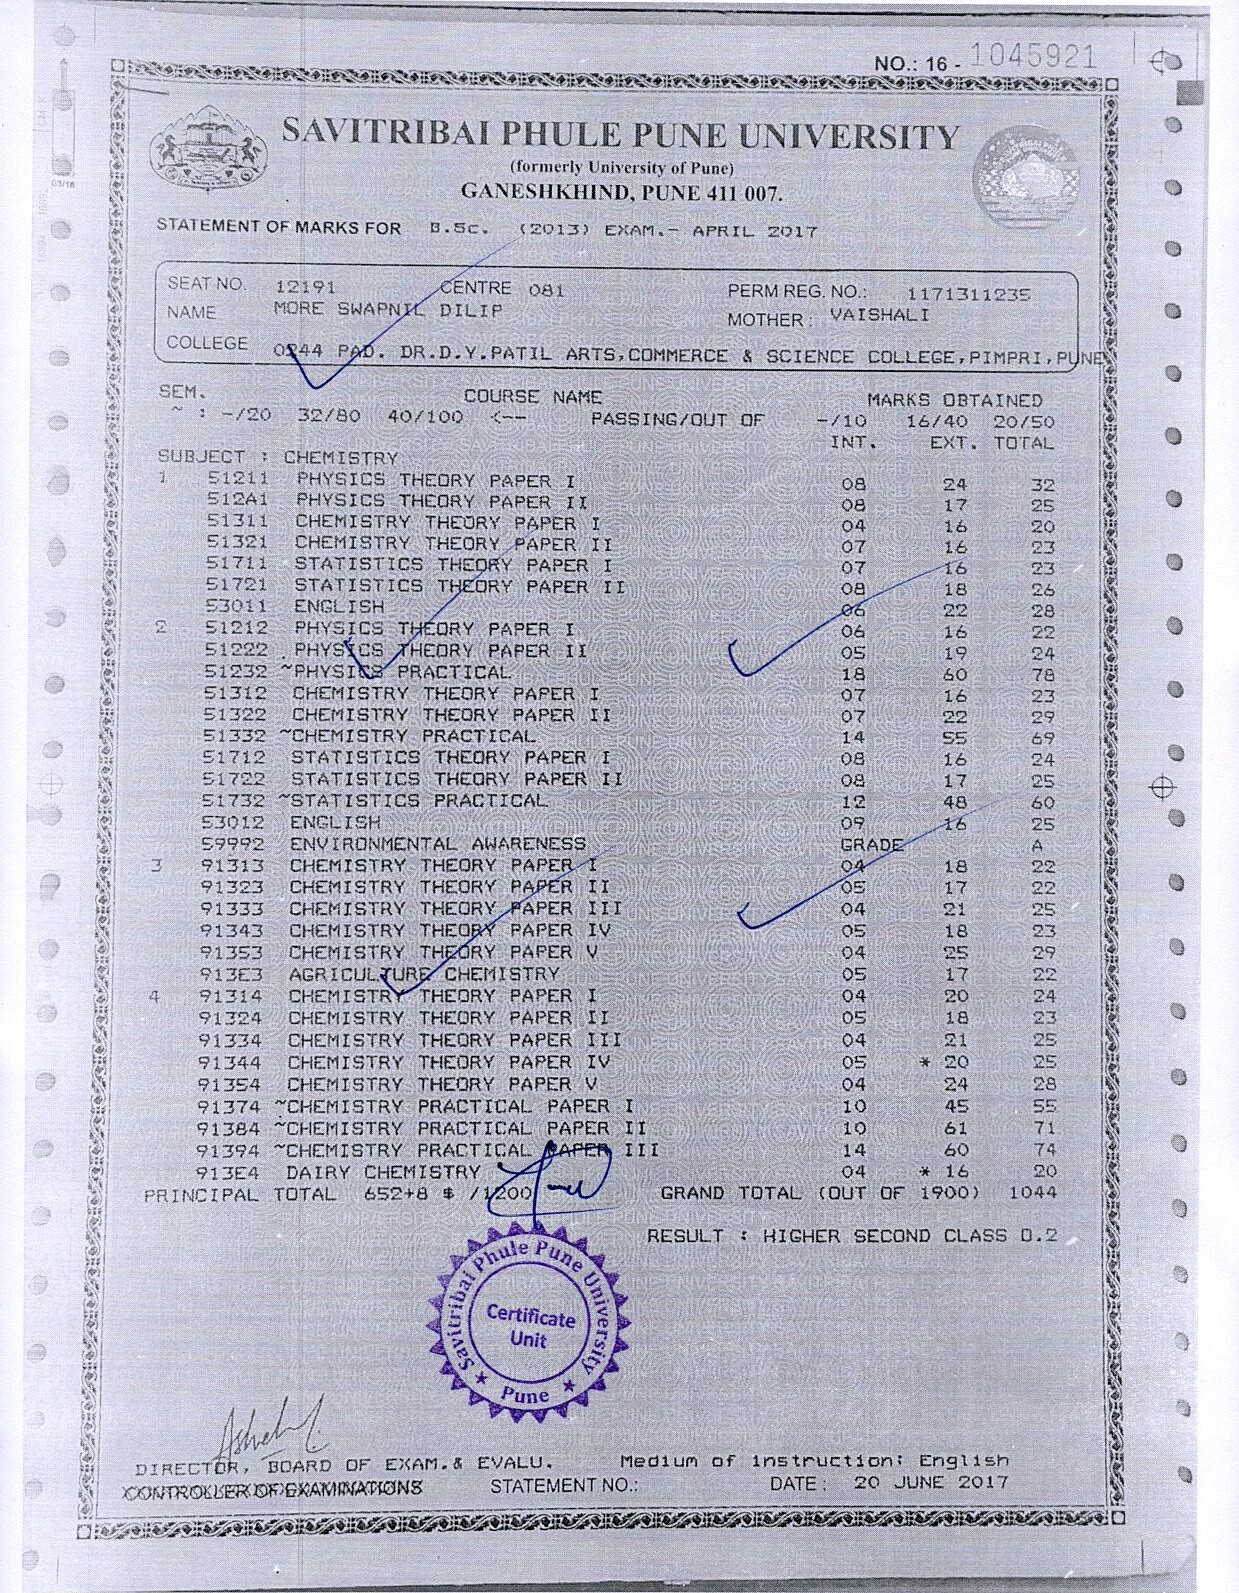 NO.: 16 - 1045921
SAVITRIBAI PHULE PUNE UNIVERSITY
(formerly University of Pune)
GANESHKHIND, PUNE 411 007.
STATEMENT OF MARKS FOR B.Sc. (2013) EXAM.- APRIL 2017
SEAT NO. 12191 CENTRE 081 PERM REG. NO.: 1171311235
NAME MORE SWAPNIL DILIP MOTHER: VAISHALI
COLLEGE 0244 PAD. DR.D.Y.PATIL ARTS,COMMERCE & SCIENCE COLLEGE,PIMPRI,PUNE
SEM. COURSE NAME MARKS OBTAINED
~ : -/20 32/80 40/100 <-- PASSING/OUT OF -/10 16/40 20/50
INT. EXT. TOTAL
SUBJECT : CHEMISTRY
1 51211 PHYSICS THEORY PAPER I 08 24 32
512A1 PHYSICS THEORY PAPER II 08 17 25
51311 CHEMISTRY THEORY PAPER I 04 16 20
51321 CHEMISTRY THEORY PAPER II 07 16 23
51711 STATISTICS THEORY PAPER I 07 16 23
51721 STATISTICS THEORY PAPER II 08 18 26
53011 ENGLISH 06 22 28
2 51212 PHYSICS THEORY PAPER I 06 16 22
51222 PHYSICS THEORY PAPER II 05 19 24
51232 ~PHYSICS PRACTICAL 18 60 78
51312 CHEMISTRY THEORY PAPER I 07 16 23
51322 CHEMISTRY THEORY PAPER II 07 22 29
51332 ~CHEMISTRY PRACTICAL 14 55 69
51712 STATISTICS THEORY PAPER I 08 16 24
51722 STATISTICS THEORY PAPER II 08 17 25
51732 ~STATISTICS PRACTICAL 12 48 60
53012 ENGLISH 09 16 25
59992 ENVIRONMENTAL AWARENESS GRADE A
3 91313 CHEMISTRY THEORY PAPER I 04 18 22
91323 CHEMISTRY THEORY PAPER II 05 17 22
91333 CHEMISTRY THEORY PAPER III 04 21 25
91343 CHEMISTRY THEORY PAPER IV 05 18 23
91353 CHEMISTRY THEORY PAPER V 04 25 29
913E3 AGRICULTURE CHEMISTRY 05 17 22
4 91314 CHEMISTRY THEORY PAPER I 04 20 24
91324 CHEMISTRY THEORY PAPER II 05 18 23
91334 CHEMISTRY THEORY PAPER III 04 21 25
91344 CHEMISTRY THEORY PAPER IV 05 * 20 25
91354 CHEMISTRY THEORY PAPER V 04 24 28
91374 ~CHEMISTRY PRACTICAL PAPER I 10 45 55
91384 ~CHEMISTRY PRACTICAL PAPER II 10 61 71
91394 ~CHEMISTRY PRACTICAL PAPER III 14 60 74
913E4 DAIRY CHEMISTRY 04 * 16 20
PRINCIPAL TOTAL 652+8 $ /1200 GRAND TOTAL (OUT OF 1900) 1044
RESULT : HIGHER SECOND CLASS O.2
Savitribai Phule Pune University
Certificate
Unit
Pune
DIRECTOR, BOARD OF EXAM.& EVALU. Medium of instruction: English
CONTROLLER OF EXAMINATIONS STATEMENT NO.: DATE : 20 JUNE 2017